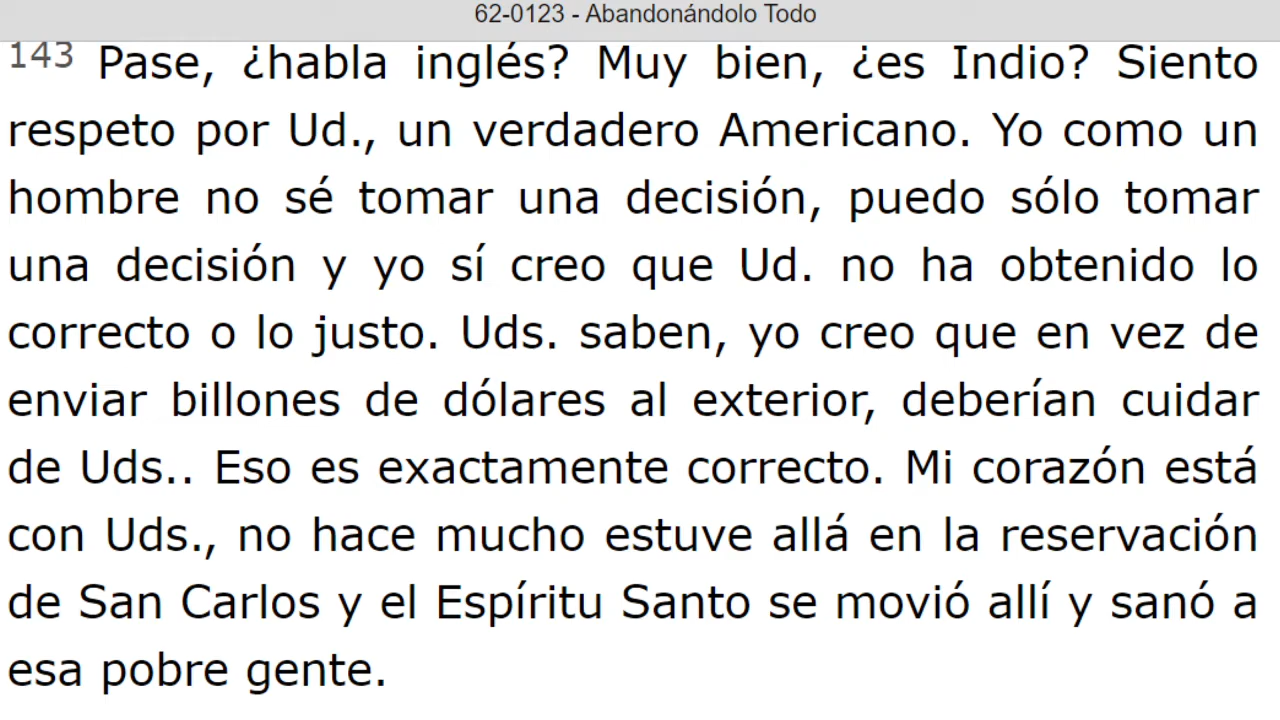 62-0123 - Abandonándolo Todo
143 Pase, ¿habla inglés? Muy bien, ¿es Indio? Siento
respeto por Ud., un verdadero Americano. Yo como un
hombre no sé tomar una decisión, puedo sólo tomar
una decisión y yo sí creo que Ud. no ha obtenido lo
correcto o lo justo. Uds. saben, yo creo que en vez de
enviar billones de dólares al exterior, deberían cuidar
de Uds.. Eso es exactamente correcto. Mi corazón está
con Uds., no hace mucho estuve allá en la reservación
de San Carlos y el Espíritu Santo se movió allí y sanó a
esa pobre gente.